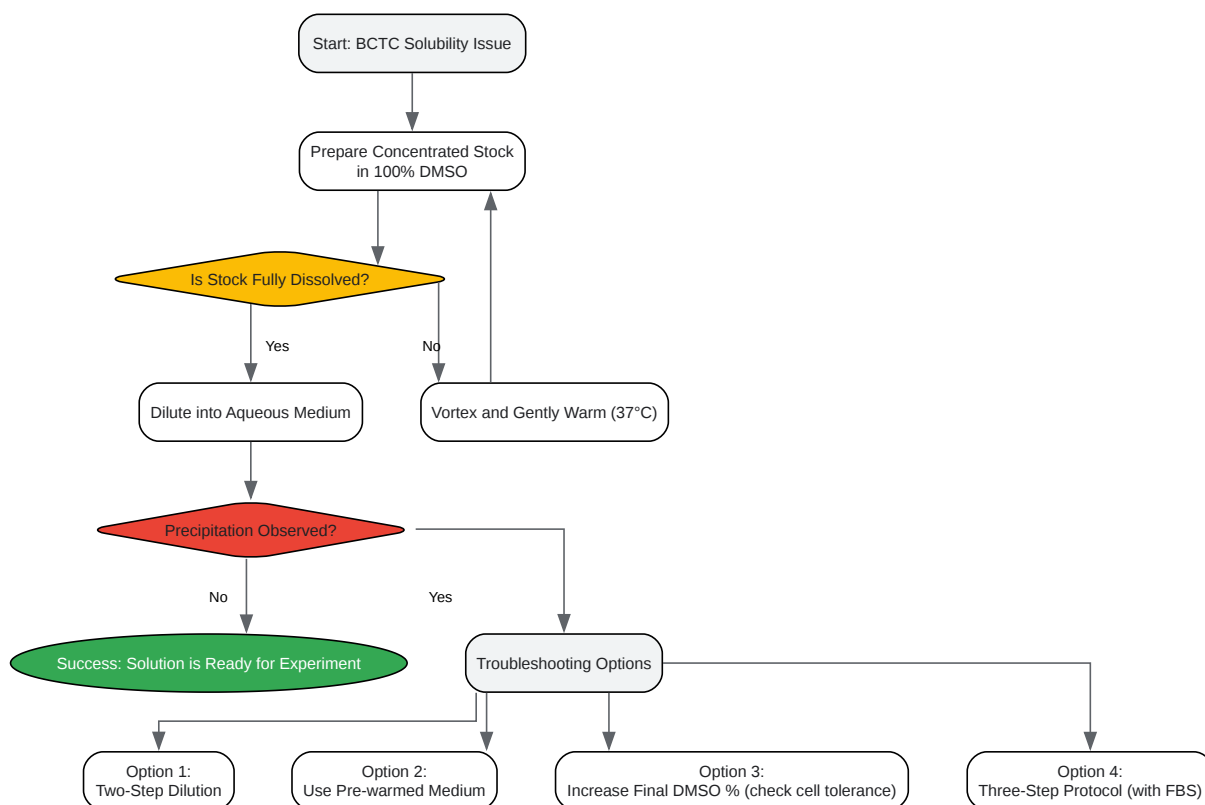 Start: BCTC Solubility Issue
Prepare Concentrated Stock
in 100% DMSO
Is Stock Fully Dissolved?
Yes
No
Dilute into Aqueous Medium
Vortex and Gently Warm (37°C)
Precipitation Observed?
No
Yes
Success: Solution is Ready for Experiment
Troubleshooting Options
Option 1:
Two-Step Dilution
Option 2:
Use Pre-warmed Medium
Option 3:
Increase Final DMSO % (check cell tolerance)
Option 4:
Three-Step Protocol (with FBS)